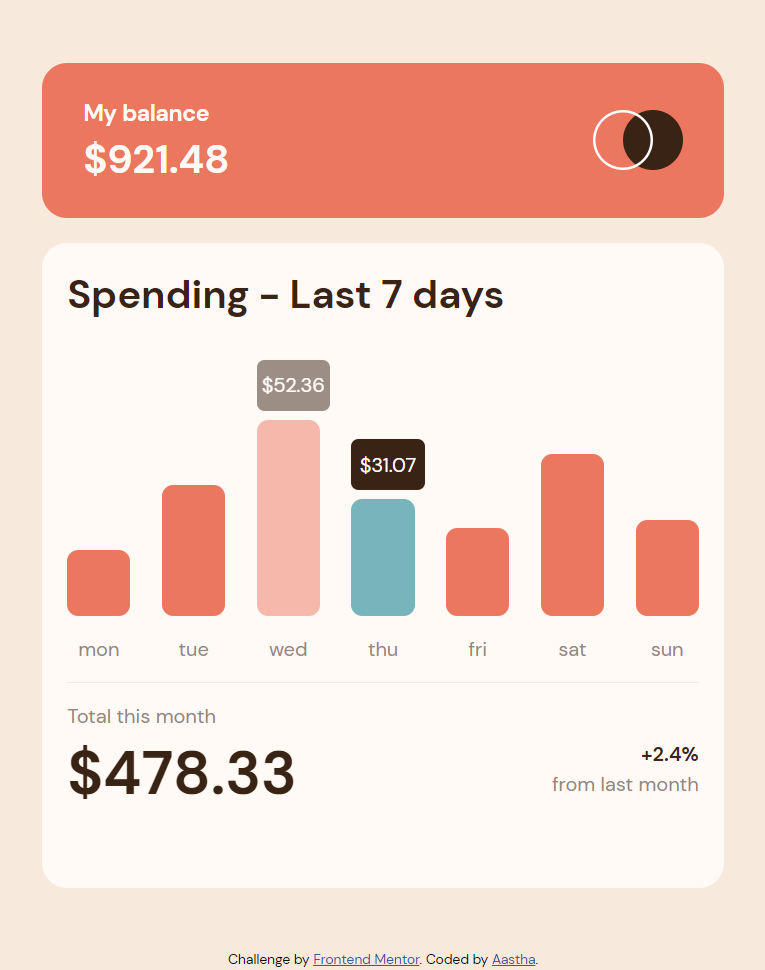 My balance
$921.48
Spending - Last 7 days
$52.36
$31.07
mon tue wed thu fri sat sun
Total this month
$478.33
+2.4%
from last month
Challenge by Frontend Mentor. Coded by Aastha.